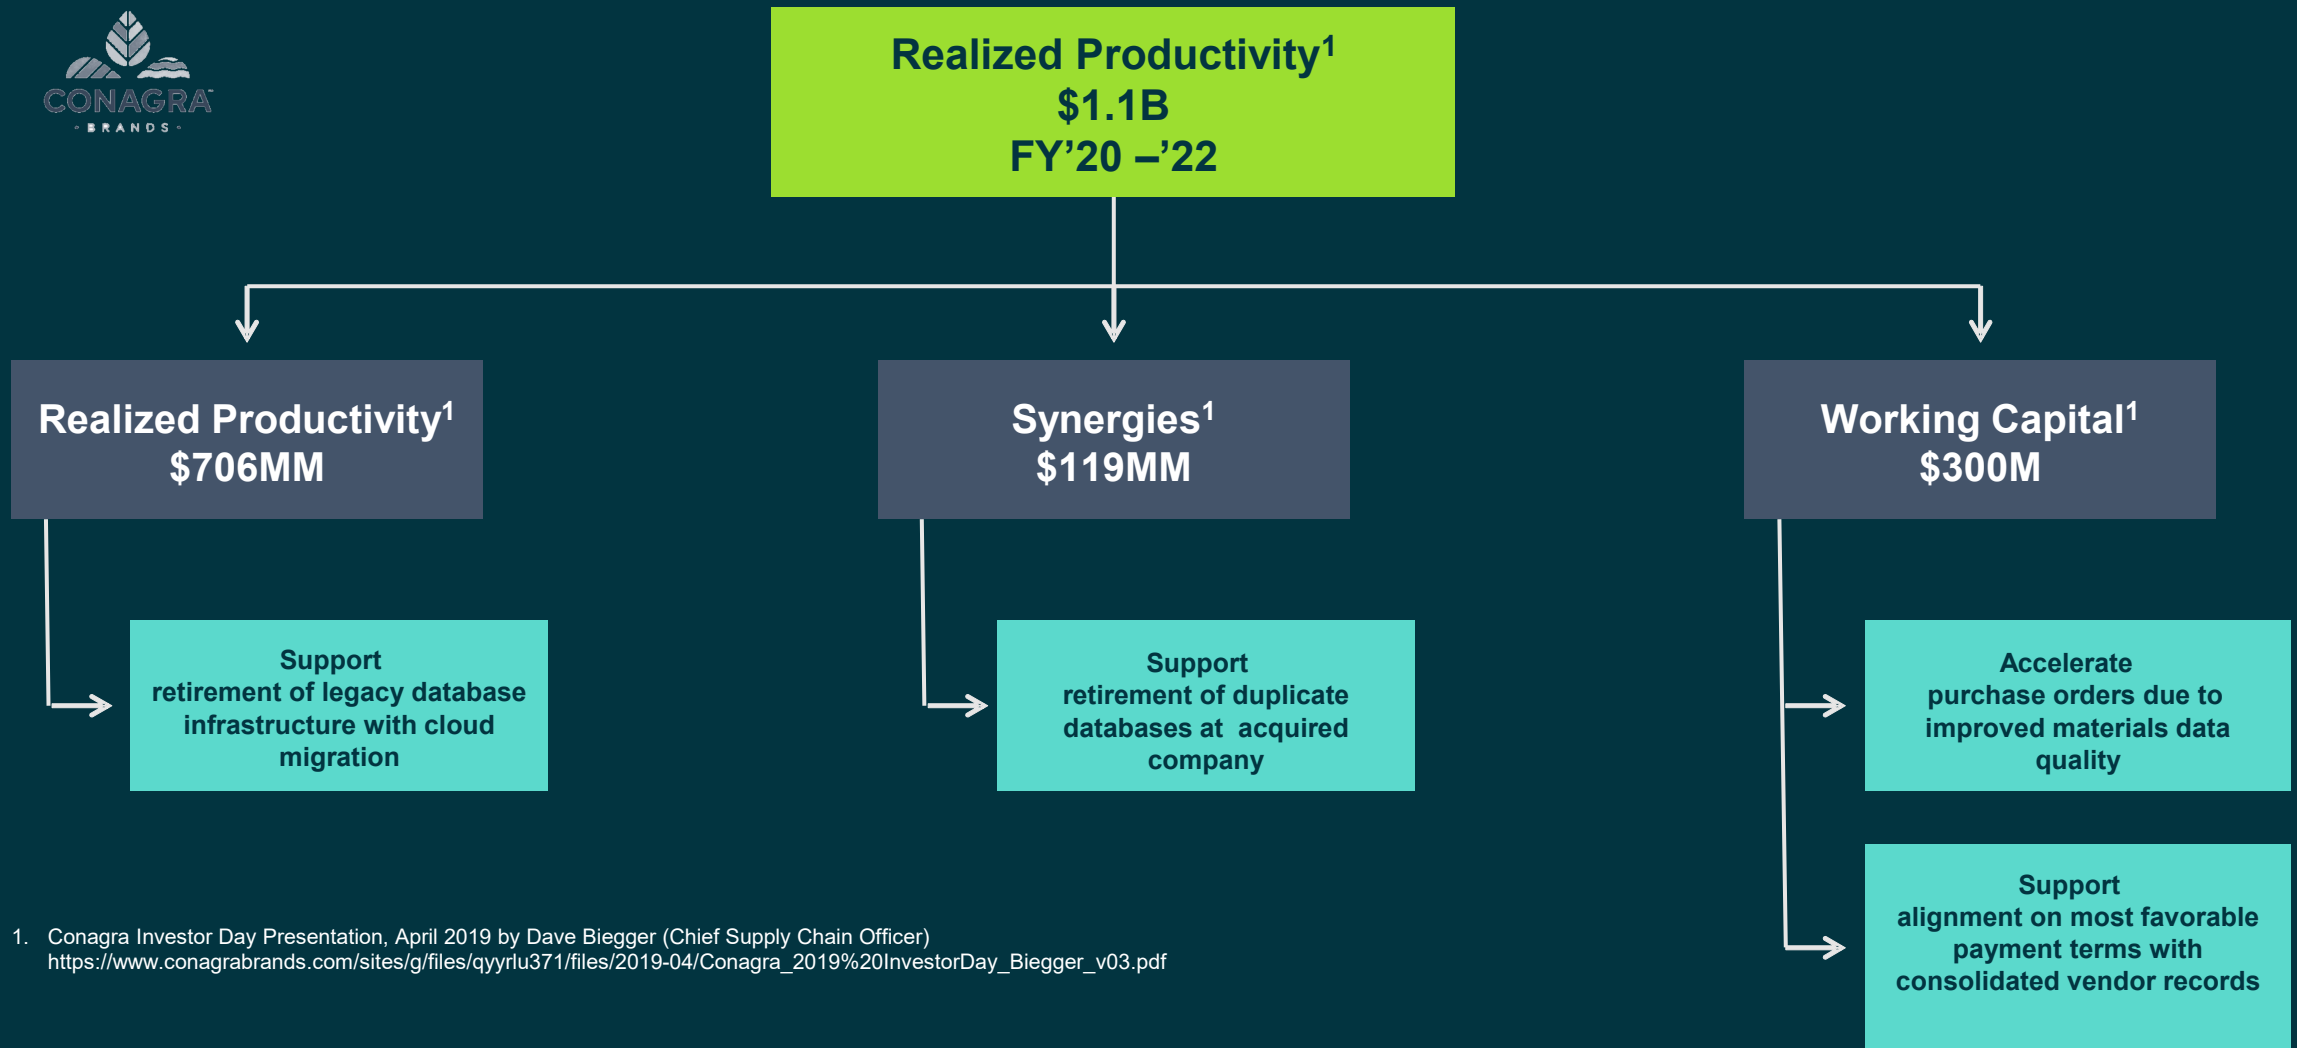 CONAGRA™
• BRANDS •
Realized Productivity¹
$1.1B
FY’20 –’22
Realized Productivity¹
$706MM
Synergies¹
$119MM
Working Capital¹
$300M
Support
retirement of legacy database
infrastructure with cloud
migration
Support
retirement of duplicate
databases at  acquired
company
Accelerate
purchase orders due to
improved materials data
quality
Support
alignment on most favorable
payment terms with
consolidated vendor records
1. Conagra Investor Day Presentation, April 2019 by Dave Biegger (Chief Supply Chain Officer)
https://www.conagrabrands.com/sites/g/files/qyyrlu371/files/2019-04/Conagra_2019%20InvestorDay_Biegger_v03.pdf